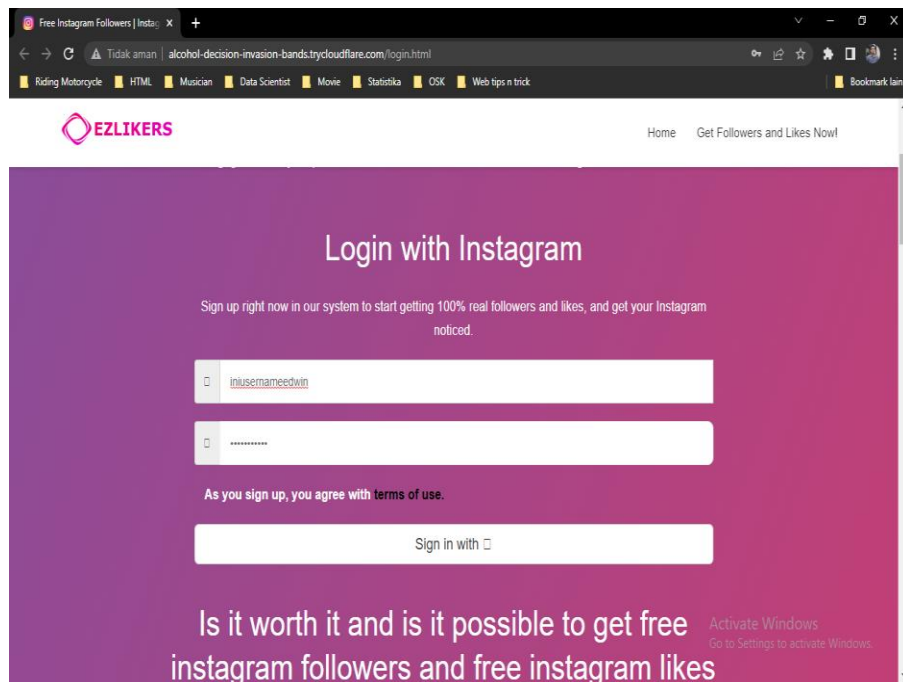 Free Instagram Followers | Instag
Tidak aman | alcohol-decision-invasion-bands.trycloudflare.com/login.html
Riding Motorcycle HTML Musician Data Scientist Movie Statistika OSK Web tips n trick Bookmark lain
EZLIKERS
Home Get Followers and Likes Now!
Login with Instagram
Sign up right now in our system to start getting 100% real followers and likes, and get your Instagram
noticed.
iniusernameedwin
As you sign up, you agree with terms of use.
Sign in with
Is it worth it and is it possible to get free
instagram followers and free instagram likes
Activate Windows
Go to Settings to activate Windows.